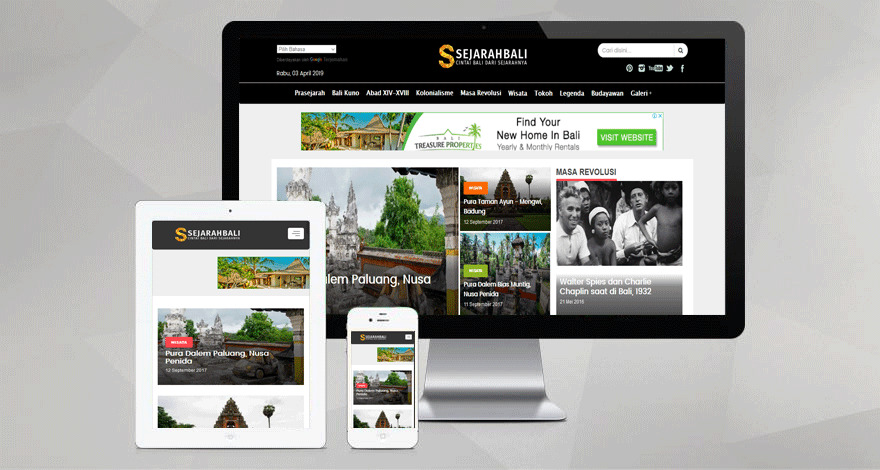 Pilih Bahasa
Diberdayakan oleh Google Terjemahan
Rabu, 03 April 2019
SEJARAHBALI
CINTAI BALI DARI SEJARAHNYA
Cari disini...
You Tube
Prasejarah Bali Kuno Abad XIV-XVIII Kolonialisme Masa Revolusi Wisata Tokoh Legenda Budayawan Galeri
BALI
TREASURE PROPERTIES
Find Your
New Home In Bali
Yearly & Monthly Rentals
VISIT WEBSITE
alem Paluang, Nusa
WISATA
Pura Taman Ayun - Mengwi,
Badung
12 September 2017
WISATA
Pura Dalem Bias Muntig,
Nusa Penida
11 September 2017
MASA REVOLUSI
Walter Spies dan Charlie
Chaplin saat di Bali, 1932
21 Mei 2018
SEJARAHBALI
CINTAI BALI DARI SEJARAHNYA
WISATA
Pura Dalem Paluang, Nusa
Penida
12 September 2017
SEJARAHBALI
Pura Dalem Paluang, Nusa
Penida